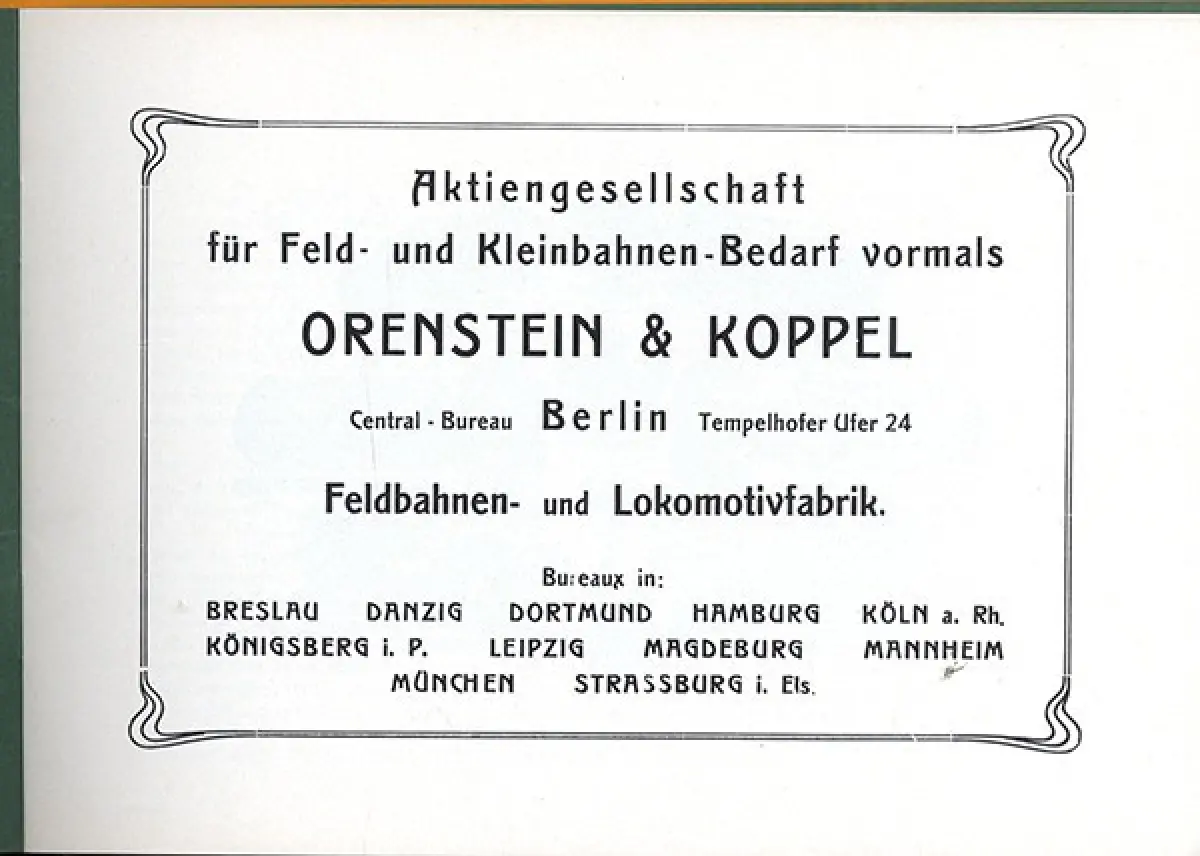 Aktiengesellschaft
für Feld- und Kleinbahnen-Bedarf vormals
ORENSTEIN & KOPPEL
Central - Bureau Berlin Tempelhofer Ufer 24
Feldbahnen- und Lokomotivfabrik.
Bureaux in:
BRESLAU DANZIG DORTMUND HAMBURG KÖLN a. Rh.
KÖNIGSBERG i. P. LEIPZIG MAGDEBURG MANNHEIM
MÜNCHEN STRASSBURG i. Els.